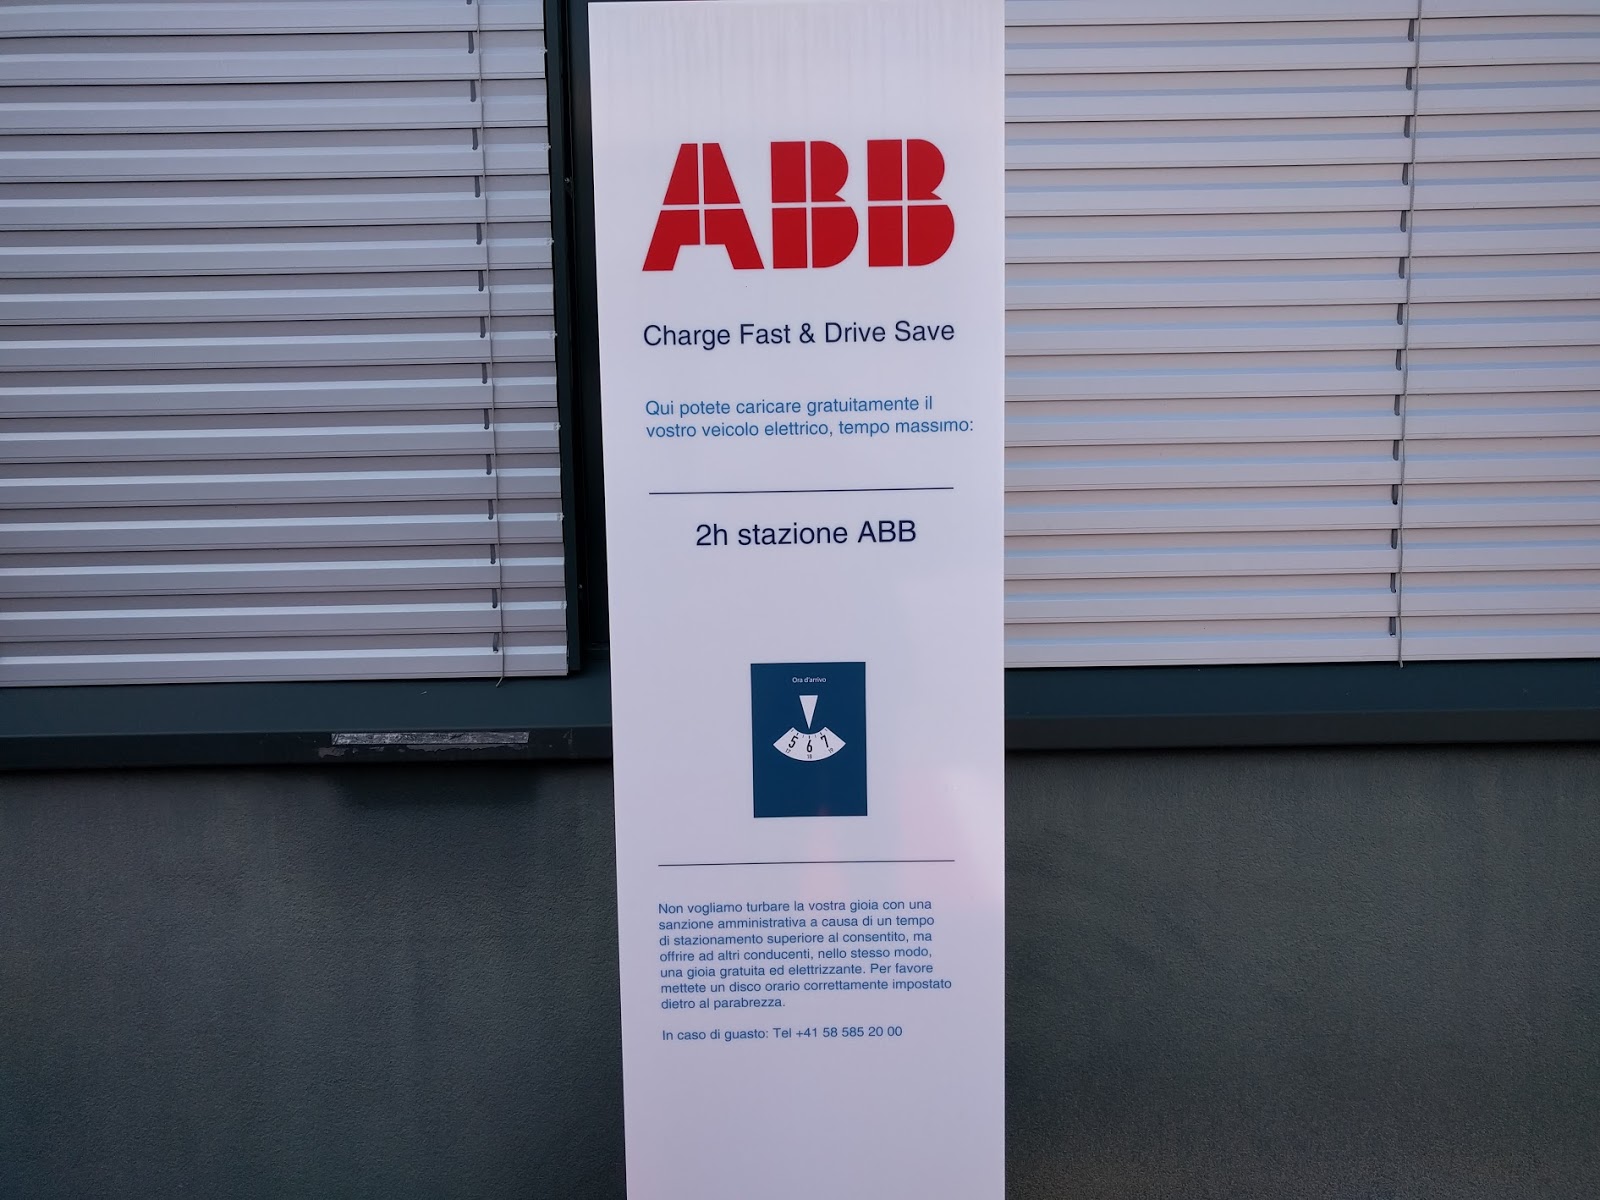 ABB
Charge Fast & Drive Save
Qui potete caricare gratuitamente il
vostro veicolo elettrico, tempo massimo:
2h stazione ABB
Ora d'arrivo
5 6 7
17 18 19
Non vogliamo turbare la vostra gioia con una
sanzione amministrativa a causa di un tempo
di stazionamento superiore al consentito, ma
offrire ad altri conducenti, nello stesso modo,
una gioia gratuita ed elettrizzante. Per favore
mettete un disco orario correttamente impostato
dietro al parabrezza.
In caso di guasto: Tel +41 58 585 20 00